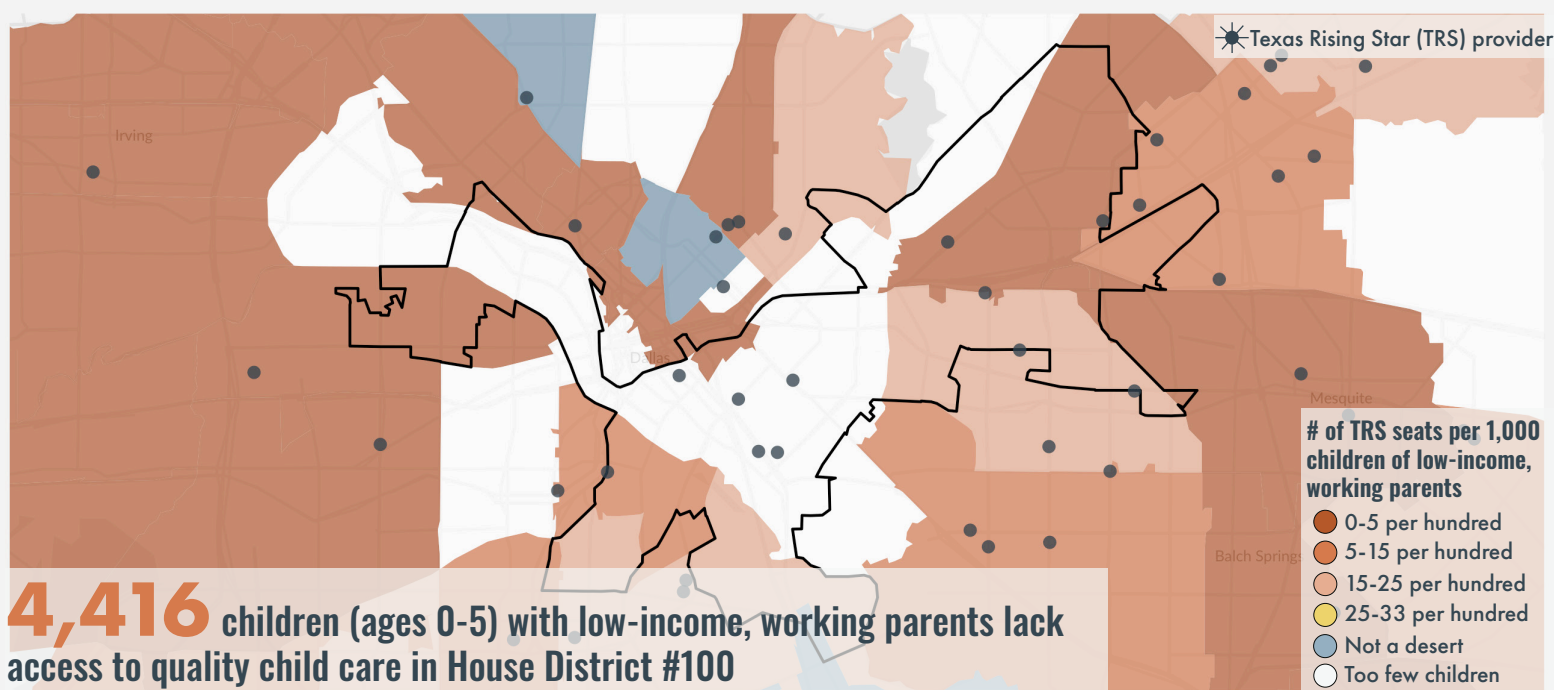 Texas Rising Star (TRS) provider
Irving
Dallas
Mesquite
# of TRS seats per 1,000
children of low-income,
working parents
0-5 per hundred
5-15 per hundred
Balch Springs
15-25 per hundred
25-33 per hundred
Not a desert
Too few children
4,416 children (ages 0-5) with low-income, working parents lack
access to quality child care in House District #100